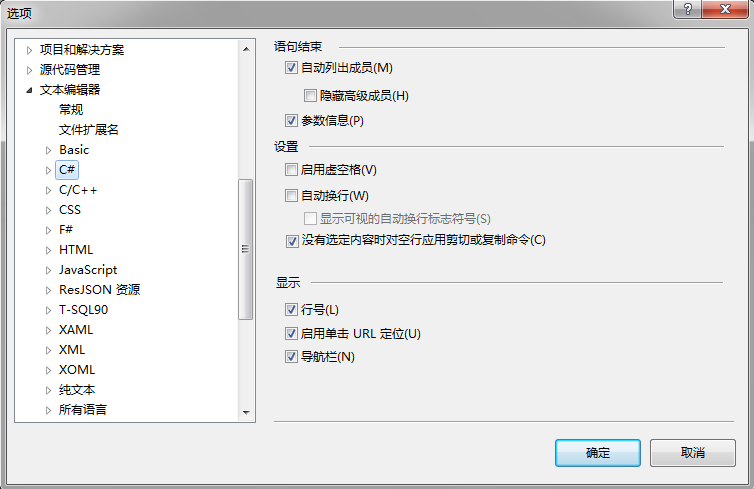 选项
项目和解决方案
源代码管理
文本编辑器
常规
文件扩展名
Basic
C#
C/C++
CSS
F#
HTML
JavaScript
ResJSON 资源
T-SQL90
XAML
XML
XOML
纯文本
所有语言
语句结束
自动列出成员(M)
隐藏高级成员(H)
参数信息(P)
设置
启用虚空格(V)
自动换行(W)
显示可视的自动换行标志符号(S)
没有选定内容时对空行应用剪切或复制命令(C)
显示
行号(L)
启用单击 URL 定位(U)
导航栏(N)
确定
取消